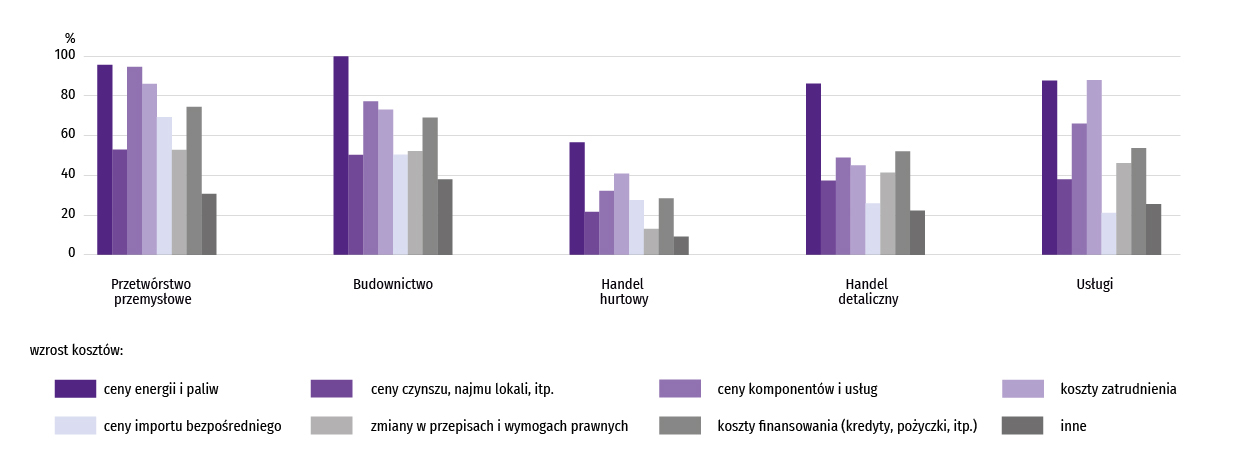 %
100
80
60
40
20
0
Przetwórstwo
przemysłowe
Budownictwo
Handel
hurtowy
Handel
detaliczny
Usługi
wzrost kosztów:
ceny energii i paliw
ceny czynszu, najmu lokali, itp.
ceny komponentów i usług
koszty zatrudnienia
ceny importu bezpośredniego
zmiany w przepisach i wymogach prawnych
koszty finansowania (kredyty, pożyczki, itp.)
inne